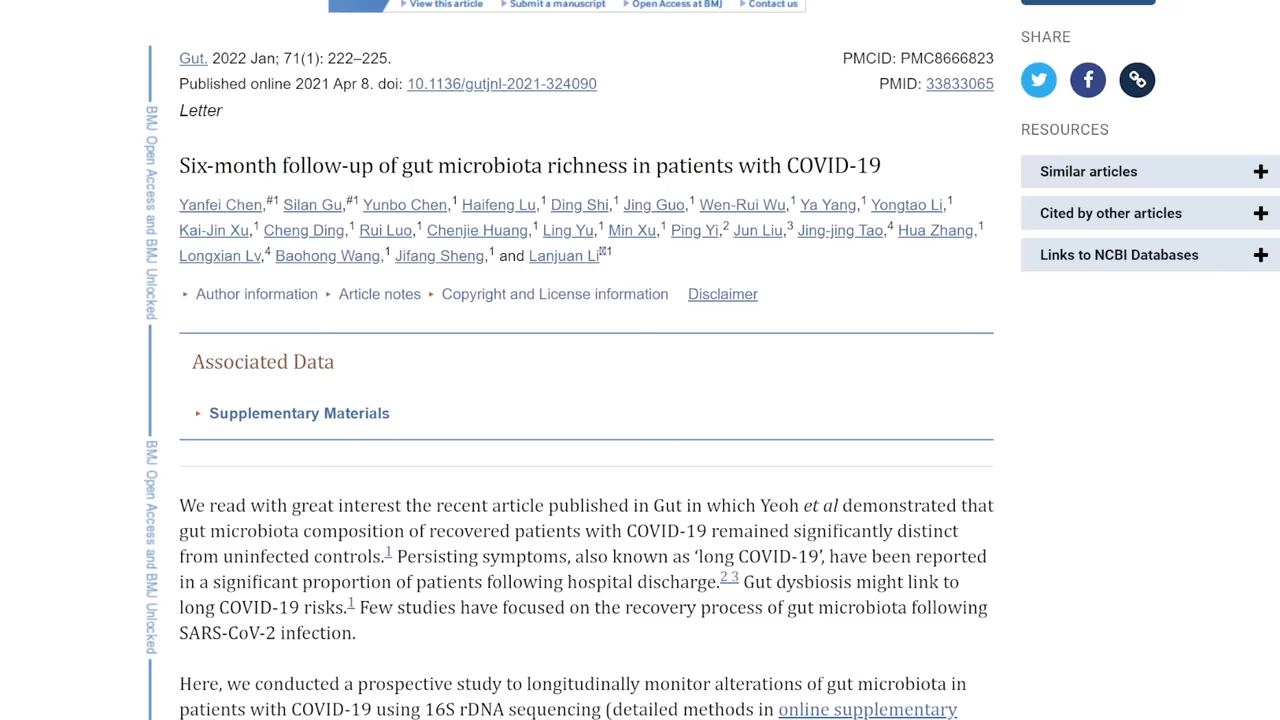 View this article Submit a manuscript Open Access at BMJ Contact us
SHARE
Gut. 2022 Jan; 71(1): 222–225.
PMCID: PMC8666823
Published online 2021 Apr 8. doi: 10.1136/gutjnl-2021-324090
PMID: 33833065
Letter
RESOURCES
Similar articles
Cited by other articles
Links to NCBI Databases
BMJ Open Access and BMJ Unlocked
BMJ Open Access and BMJ Unlocked
Six-month follow-up of gut microbiota richness in patients with COVID-19
Yanfei Chen,#1 Silan Gu,#1 Yunbo Chen,1 Haifeng Lu,1 Ding Shi,1 Jing Guo,1 Wen-Rui Wu,1 Ya Yang,1 Yongtao Li,1
Kai-Jin Xu,1 Cheng Ding,1 Rui Luo,1 Chenjie Huang,1 Ling Yu,1 Min Xu,1 Ping Yi,2 Jun Liu,3 Jing-jing Tao,4 Hua Zhang,1
Longxian Lv,4 Baohong Wang,1 Jifang Sheng,1 and Lanjuan Li✉1
Author information Article notes Copyright and License information Disclaimer
Associated Data
Supplementary Materials
We read with great interest the recent article published in Gut in which Yeoh et al demonstrated that
gut microbiota composition of recovered patients with COVID-19 remained significantly distinct
from uninfected controls.1 Persisting symptoms, also known as ‘long COVID-19’, have been reported
in a significant proportion of patients following hospital discharge.2 3 Gut dysbiosis might link to
long COVID-19 risks.1 Few studies have focused on the recovery process of gut microbiota following
SARS-CoV-2 infection.
Here, we conducted a prospective study to longitudinally monitor alterations of gut microbiota in
patients with COVID-19 using 16S rDNA sequencing (detailed methods in online supplementary